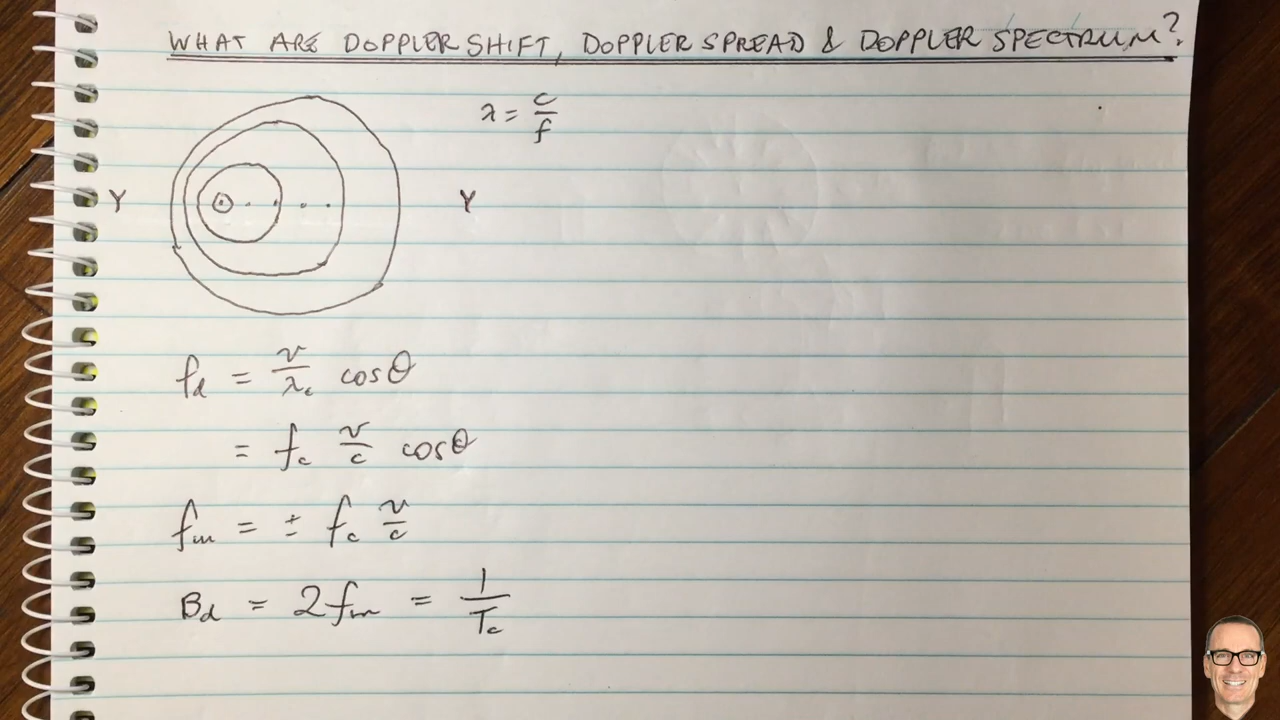 WHAT ARE DOPPLER SHIFT, DOPPLER SPREAD & DOPPLER SPECTRUM?
λ = c/f
Y Y
f_d = v/λ_c cosθ
= f_c v/c cosθ
f_m = ± f_c v/c
B_d = 2f_m = 1/T_c